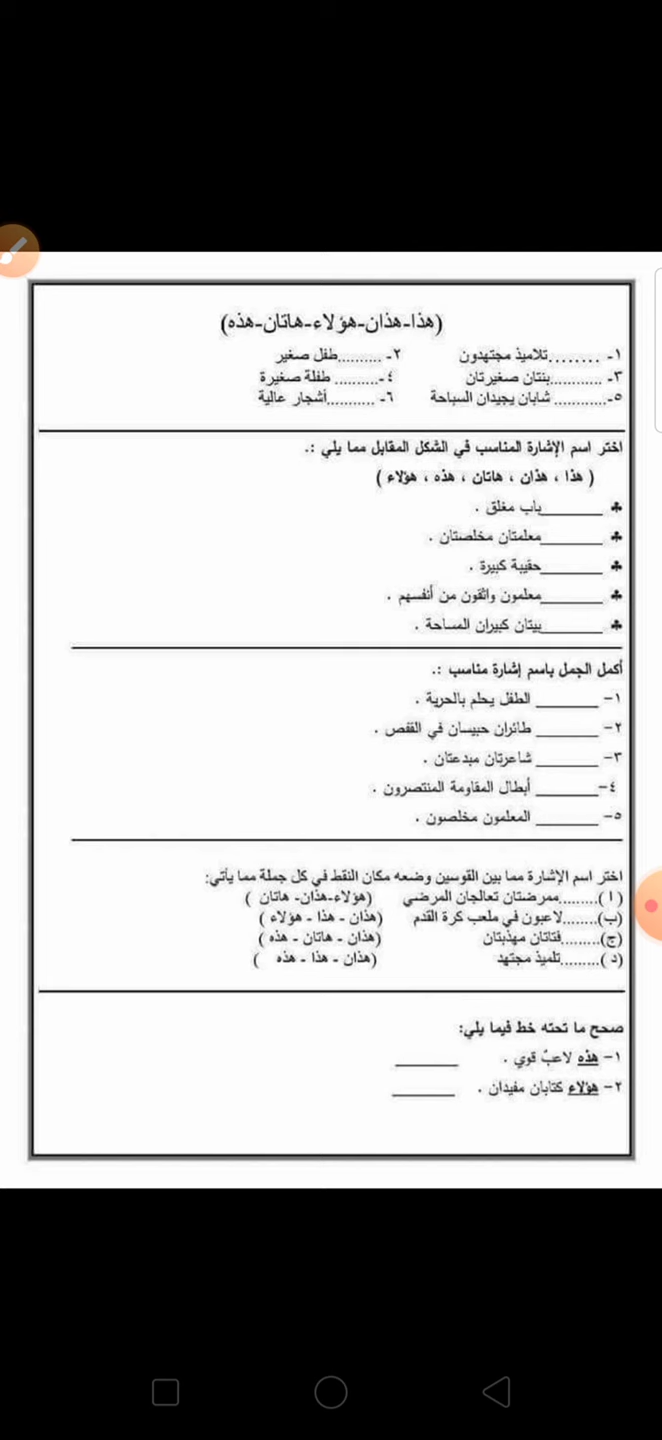 (هذا-هذان-هؤلاء-هاتان-هذه)
١- ........تلاميذ مجتهدون ٢- ..........طفل صغير
٣- ............بنتان صغيرتان ٤-.......... طفلة صغيرة
٥-............ شابان يجيدان السباحة ٦- ...........أشجار عالية
اختر اسم الإشارة المناسب في الشكل المقابل مما يلي :.
( هذا ، هذان ، هاتان ، هذه ، هؤلاء )
♣ ________باب مغلق .
♣ ________معلمتان مخلصتان .
♣ ________حقيبة كبيرة .
♣ ________معلمون واثقون من أنفسهم .
♣ ________بيتان كبيران المساحة .
أكمل الجمل باسم إشارة مناسب :.
١- ________ الطفل يحلم بالحرية .
٢- ________ طائران حبيسان في القفص .
٣- ________ شاعرتان مبدعتان .
٤-________ أبطال المقاومة المنتصرون .
٥- ________ المعلمون مخلصون .
اختر اسم الإشارة مما بين القوسين وضعه مكان النقط في كل جملة مما يأتي:
( ا ).........ممرضتان تعالجان المرضي (هؤلاء-هذان- هاتان )
(ب).......لاعبون في ملعب كرة القدم (هذان - هذا - هؤلاء )
(ج).........فتاتان مهذبتان (هذان - هاتان - هذه )
( د ).........تلميذ مجتهد (هذان - هذا - هذه )
صحح ما تحته خط فيما يلي:
١- هذه لاعبٌ قوي . ________
٢- هؤلاء كتابان مفيدان . ________